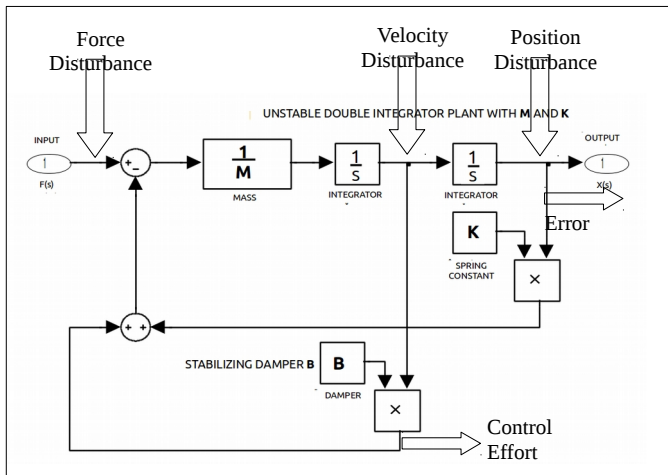 Force
Disturbance
Velocity
Disturbance
Position
Disturbance
UNSTABLE DOUBLE INTEGRATOR PLANT WITH M AND K
INPUT
1
F(s)
+
-
1
M
MASS
1
s
INTEGRATOR
1
s
INTEGRATOR
OUTPUT
1
X(s)
Error
K
SPRING
CONSTANT
×
+ +
STABILIZING DAMPER B
B
DAMPER
×
Control
Effort